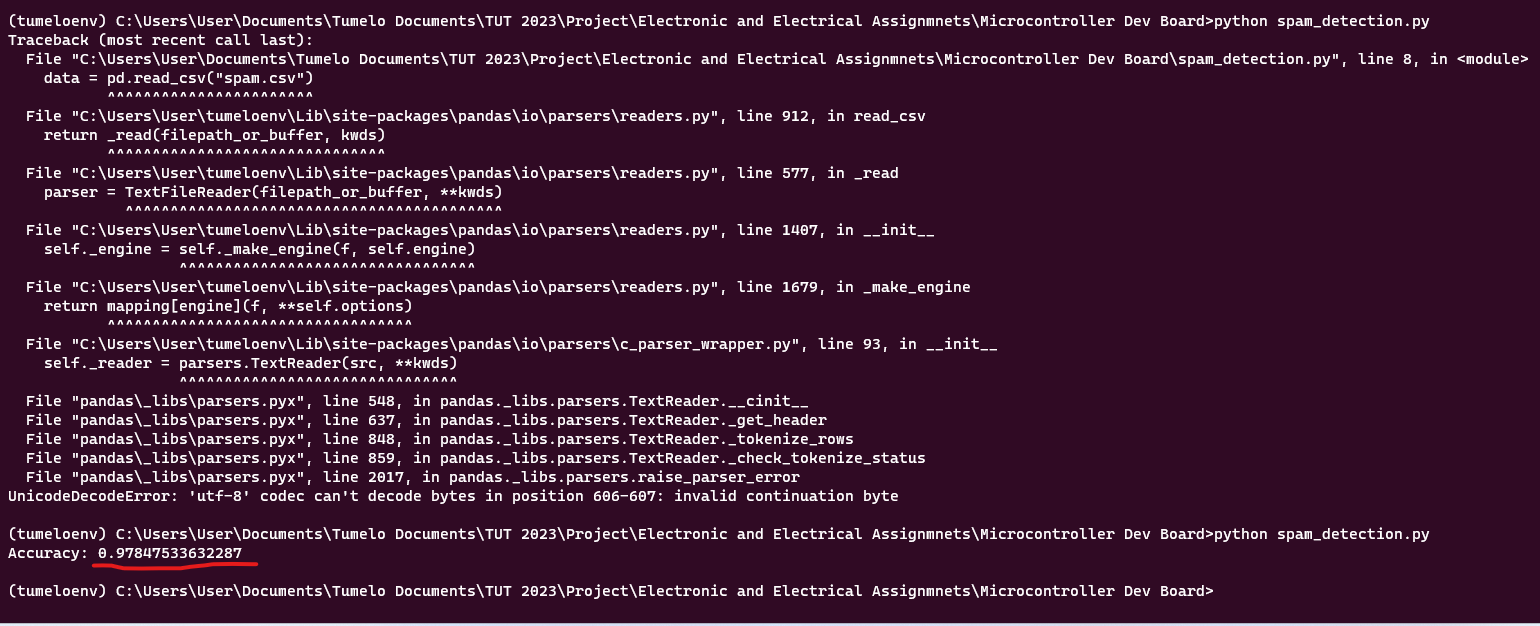 (tumeloenv) C:\Users\User\Documents\Tumelo Documents\TUT 2023\Project\Electronic and Electrical Assignmnets\Microcontroller Dev Board>python spam_detection.py
Traceback (most recent call last):
  File "C:\Users\User\Documents\Tumelo Documents\TUT 2023\Project\Electronic and Electrical Assignmnets\Microcontroller Dev Board\spam_detection.py", line 8, in <module>
    data = pd.read_csv("spam.csv")
           ^^^^^^^^^^^^^^^^^^^^^^^
  File "C:\Users\User\tumeloenv\Lib\site-packages\pandas\io\parsers\readers.py", line 912, in read_csv
    return _read(filepath_or_buffer, kwds)
           ^^^^^^^^^^^^^^^^^^^^^^^^^^^^^^^
  File "C:\Users\User\tumeloenv\Lib\site-packages\pandas\io\parsers\readers.py", line 577, in _read
    parser = TextFileReader(filepath_or_buffer, **kwds)
             ^^^^^^^^^^^^^^^^^^^^^^^^^^^^^^^^^^^^^^^^^^
  File "C:\Users\User\tumeloenv\Lib\site-packages\pandas\io\parsers\readers.py", line 1407, in __init__
    self._engine = self._make_engine(f, self.engine)
                   ^^^^^^^^^^^^^^^^^^^^^^^^^^^^^^^^^
  File "C:\Users\User\tumeloenv\Lib\site-packages\pandas\io\parsers\readers.py", line 1679, in _make_engine
    return mapping[engine](f, **self.options)
           ^^^^^^^^^^^^^^^^^^^^^^^^^^^^^^^^^^
  File "C:\Users\User\tumeloenv\Lib\site-packages\pandas\io\parsers\c_parser_wrapper.py", line 93, in __init__
    self._reader = parsers.TextReader(src, **kwds)
                   ^^^^^^^^^^^^^^^^^^^^^^^^^^^^^^^
  File "pandas\_libs\parsers.pyx", line 548, in pandas._libs.parsers.TextReader.__cinit__
  File "pandas\_libs\parsers.pyx", line 637, in pandas._libs.parsers.TextReader._get_header
  File "pandas\_libs\parsers.pyx", line 848, in pandas._libs.parsers.TextReader._tokenize_rows
  File "pandas\_libs\parsers.pyx", line 859, in pandas._libs.parsers.TextReader._check_tokenize_status
  File "pandas\_libs\parsers.pyx", line 2017, in pandas._libs.parsers.raise_parser_error
UnicodeDecodeError: 'utf-8' codec can't decode bytes in position 606-607: invalid continuation byte
(tumeloenv) C:\Users\User\Documents\Tumelo Documents\TUT 2023\Project\Electronic and Electrical Assignmnets\Microcontroller Dev Board>python spam_detection.py
Accuracy: 0.97847533632287
(tumeloenv) C:\Users\User\Documents\Tumelo Documents\TUT 2023\Project\Electronic and Electrical Assignmnets\Microcontroller Dev Board>